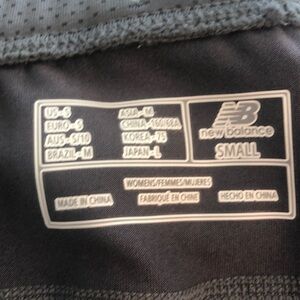 US-S
EURO-S
AUS-S/10
BRAZIL-M
ASIA-M
CHINA-160/68A
KOREA-75
JAPAN-L
NB
new balance
SMALL
WOMENS/FEMMES/MUJERES
MADE IN CHINA
FABRIQUÉ EN CHINE
HECHO EN CHINA